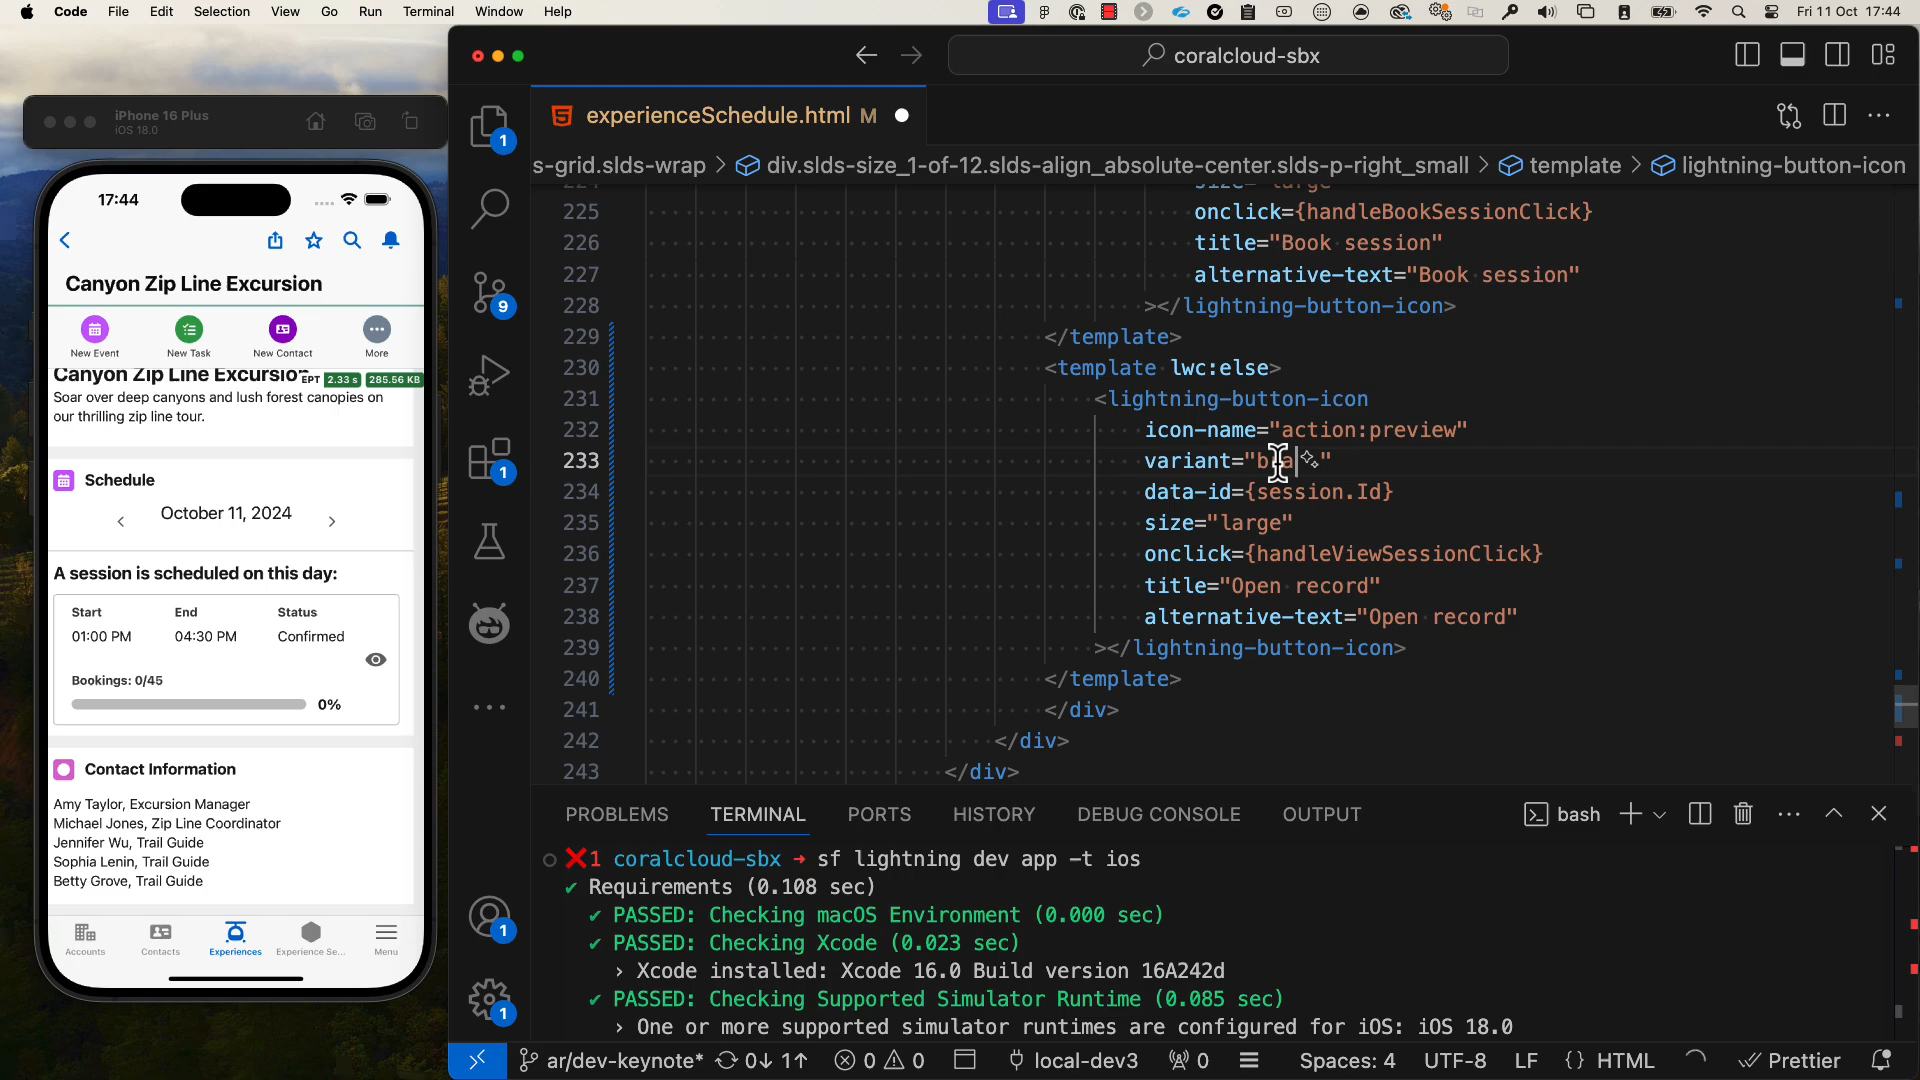 Code File Edit Selection View Go Run Terminal Window Help
Fri 11 Oct 17:44
iPhone 16 Plus
iOS 18.0
17:44
Canyon Zip Line Excursion
New Event New Task New Contact More
Canyon Zip Line Excursion EPT 2.33 s 285.56 KB
Soar over deep canyons and lush forest canopies on
our thrilling zip line tour.
Schedule
October 11, 2024
A session is scheduled on this day:
Start End Status
01:00 PM 04:30 PM Confirmed
Bookings: 0/45
0%
Contact Information
Amy Taylor, Excursion Manager
Michael Jones, Zip Line Coordinator
Jennifer Wu, Trail Guide
Sophia Lenin, Trail Guide
Betty Grove, Trail Guide
Accounts Contacts Experiences Experience Se... Menu
coralcloud-sbx
1
9
1
1
1
experienceSchedule.html M
s-grid.slds-wrap > div.slds-size_1-of-12.slds-align_absolute-center.slds-p-right_small > template > lightning-button-icon
225 onclick={handleBookSessionClick}
226 title="Book session"
227 alternative-text="Book session"
228 ></lightning-button-icon>
229 </template>
230 <template lwc:else>
231 <lightning-button-icon
232 icon-name="action:preview"
233 variant="
234 data-id={session.Id}
235 size="large"
236 onclick={handleViewSessionClick}
237 title="Open record"
238 alternative-text="Open record"
239 ></lightning-button-icon>
240 </template>
241 </div>
242 </div>
243 </div>
PROBLEMS TERMINAL PORTS HISTORY DEBUG CONSOLE OUTPUT
bash
1 coralcloud-sbx → sf lightning dev app -t ios
✔ Requirements (0.108 sec)
✔ PASSED: Checking macOS Environment (0.000 sec)
✔ PASSED: Checking Xcode (0.023 sec)
› Xcode installed: Xcode 16.0 Build version 16A242d
✔ PASSED: Checking Supported Simulator Runtime (0.085 sec)
› One or more supported simulator runtimes are configured for iOS: iOS 18.0
ar/dev-keynote* 0↓ 1↑ 0 0 local-dev3 0 Spaces: 4 UTF-8 LF {} HTML Prettier